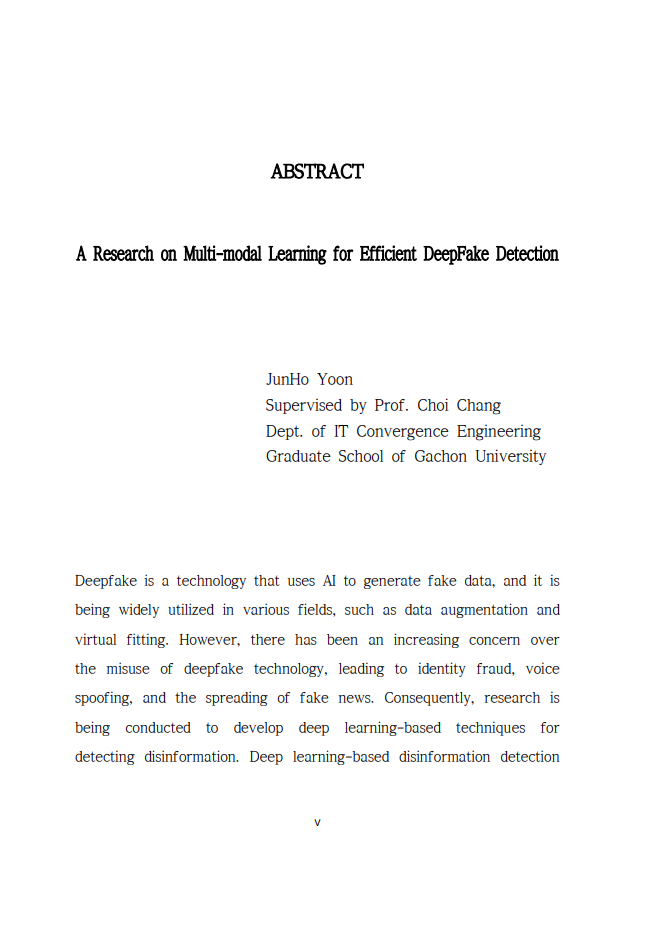 ABSTRACT
A Research on Multi-modal Learning for Efficient DeepFake Detection
JunHo Yoon
Supervised by Prof. Choi Chang
Dept. of IT Convergence Engineering
Graduate School of Gachon University
Deepfake is a technology that uses AI to generate fake data, and it is
being widely utilized in various fields, such as data augmentation and
virtual fitting. However, there has been an increasing concern over
the misuse of deepfake technology, leading to identity fraud, voice
spoofing, and the spreading of fake news. Consequently, research is
being conducted to develop deep learning-based techniques for
detecting disinformation. Deep learning-based disinformation detection
v